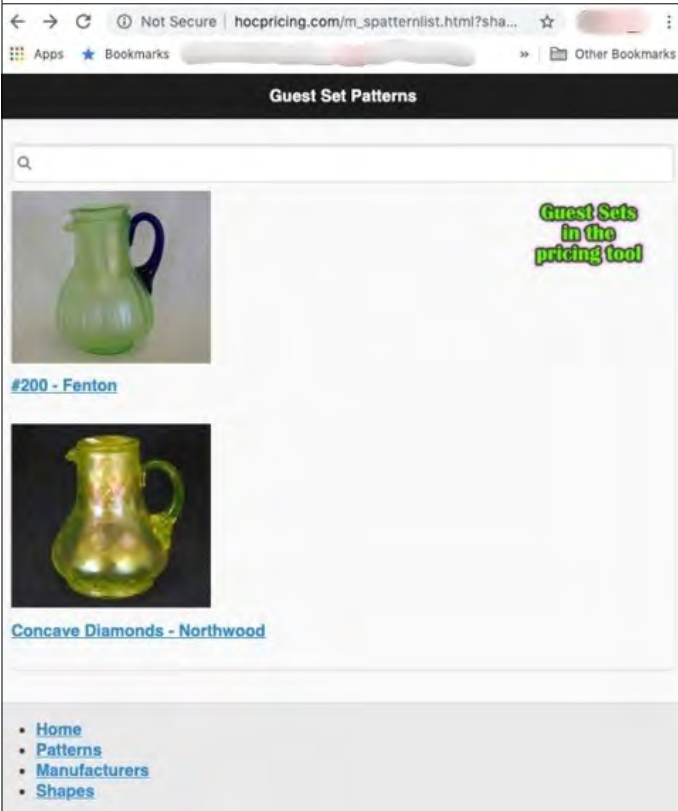 Not Secure | hocpricing.com/m_spatternlist.html?sha...
Apps Bookmarks » Other Bookmarks
Guest Set Patterns
Guest Sets
in the
pricing tool
#200 - Fenton
Concave Diamonds - Northwood
• Home
• Patterns
• Manufacturers
• Shapes